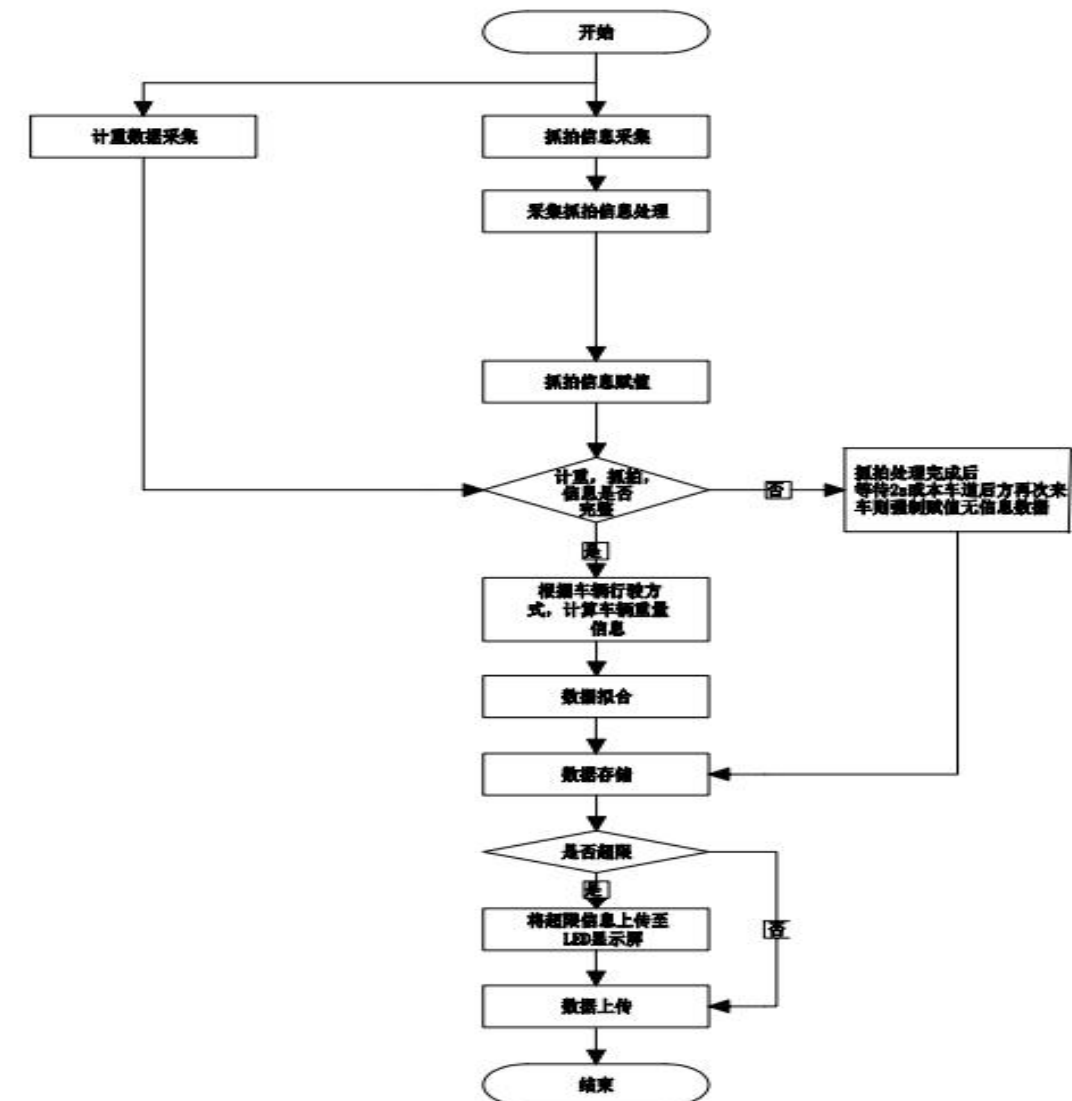 开始
计重数据采集
抓拍信息采集
采集抓拍信息处理
抓拍信息赋值
计重，抓拍，
信息是否
完整
否
抓拍处理完成后
等待2s或本车道后方再次来
车则强制赋值无信息数据
是
根据车辆行驶方
式，计算车辆重量
信息
数据拟合
数据存储
是否超限
是
将超限信息上传至
LED显示屏
否
数据上传
结束